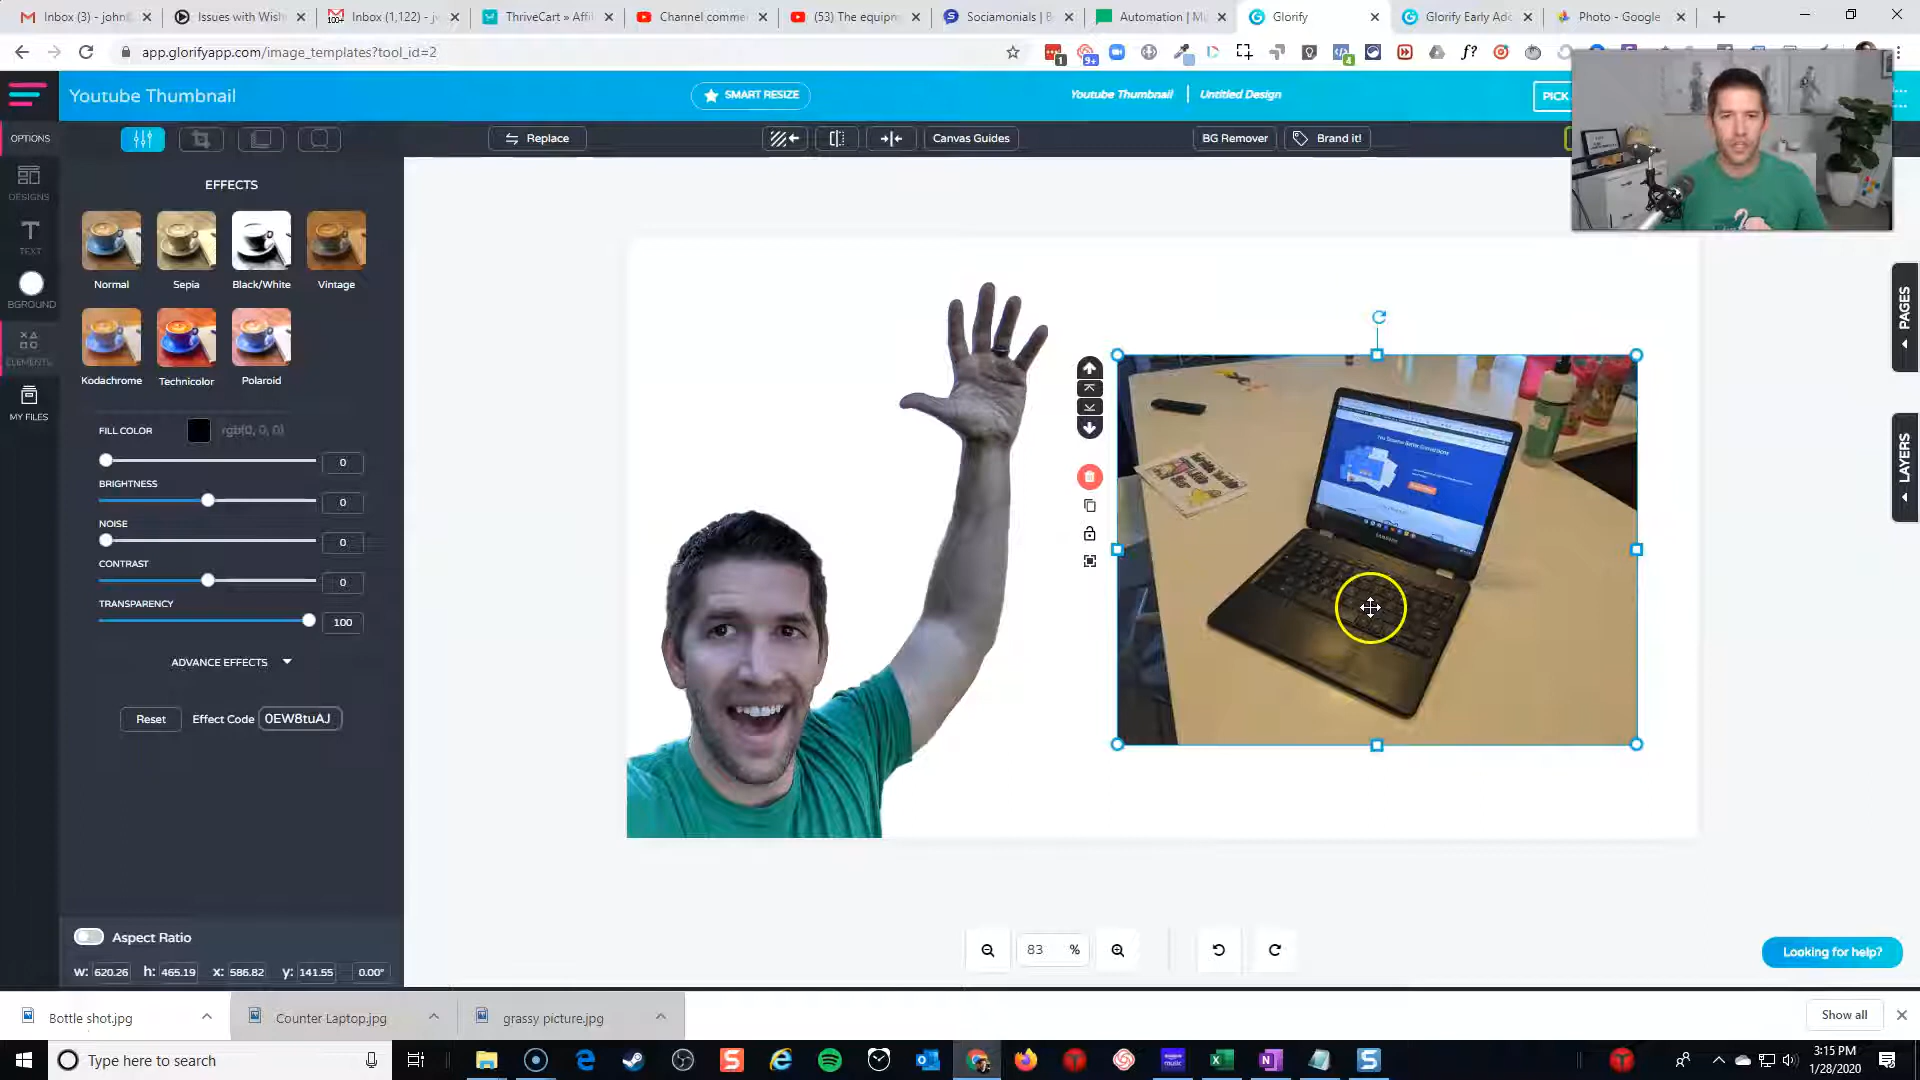 Inbox (3) - john
Issues with Wish
Inbox (1,122) - j
ThriveCart » Affil
Channel comme
(53) The equipm
Sociamonials | B
Automation | M
Glorify
Glorify Early Ad
Photo - Google
app.glorifyapp.com/image_templates?tool_id=2
Youtube Thumbnail
SMART RESIZE
Youtube Thumbnail | Untitled Design
PICK
OPTIONS
Replace
Canvas Guides
BG Remover
Brand it!
EFFECTS
DESIGNS
TEXT
BGROUND
ELEMENTS
MY FILES
Normal
Sepia
Black/White
Vintage
Kodachrome
Technicolor
Polaroid
FILL COLOR
rgb(0, 0, 0)
0
BRIGHTNESS
0
NOISE
0
CONTRAST
0
TRANSPARENCY
100
ADVANCE EFFECTS
Reset
Effect Code
0EW8tuAJ
PAGES
LAYERS
SAMSUNG
Aspect Ratio
w: 620.26 h: 465.19 x: 586.82 y: 141.55 0.00°
83 %
Looking for help?
Bottle shot.jpg
Counter Laptop.jpg
grassy picture.jpg
Show all
Type here to search
3:15 PM
1/28/2020